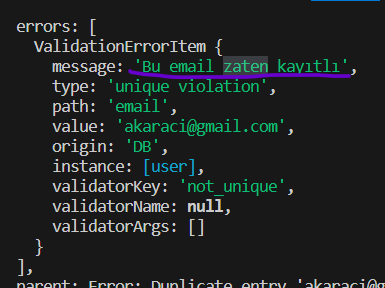 errors: [
ValidationErrorItem {
message: 'Bu email zaten kayıtlı',
type: 'unique violation',
path: 'email',
value: 'akaraci@gmail.com',
origin: 'DB',
instance: [user],
validatorKey: 'not_unique',
validatorName: null,
validatorArgs: []
}
],
parent: Error: Duplicate entry 'akaraci@g